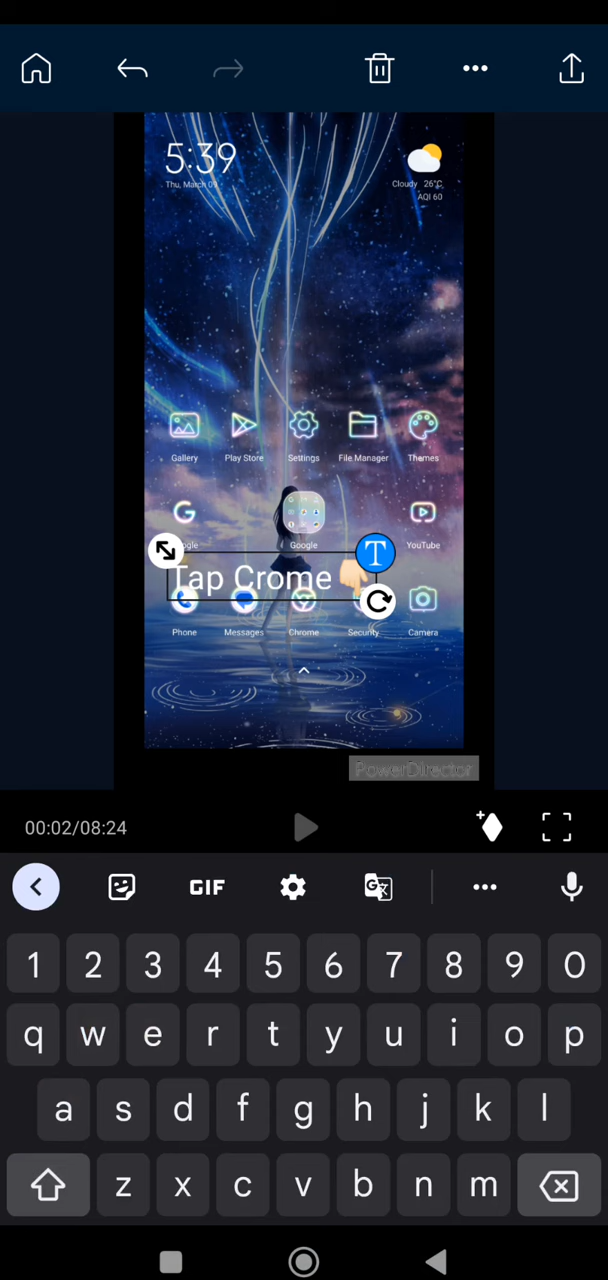 5:39
Thu, March 09
Cloudy 26°C
AQI 60
Gallery Play Store Settings File Manager Themes
Google YouTube
Tap Crome 👇🏻
Phone Messages Chrome Security Camera
PowerDirector
00:02/08:24
GIF
1 2 3 4 5 6 7 8 9 0
q w e r t y u i o p
a s d f g h j k l
z x c v b n m